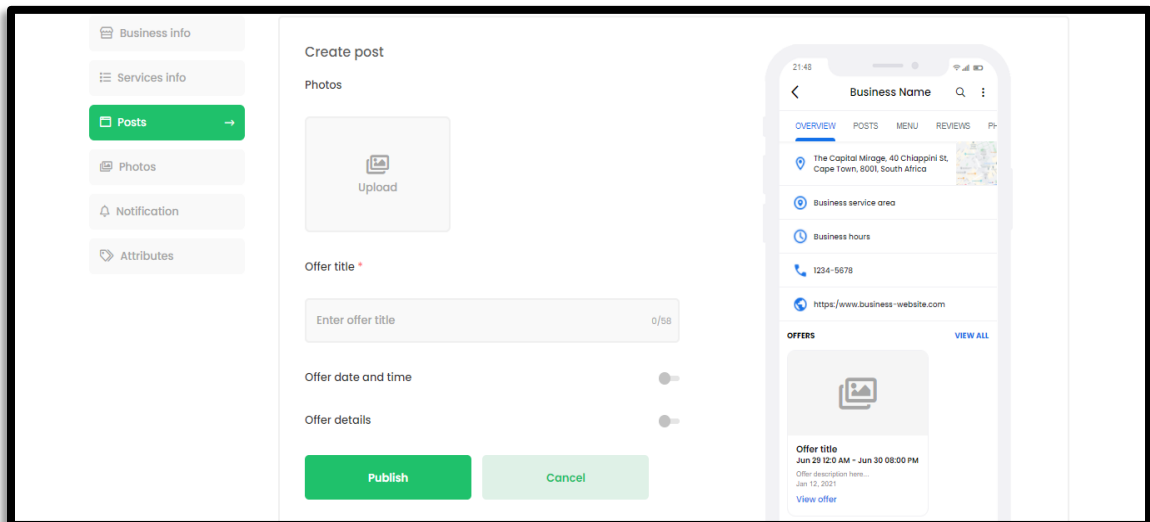 Business info
Services info
Posts
Photos
Notification
Attributes
Create post
Photos
Upload
Offer title *
Enter offer title 0/58
Offer date and time
Offer details
Publish Cancel
21:48
Business Name
OVERVIEW POSTS MENU REVIEWS PH
The Capital Mirage, 40 Chiappini St,
Cape Town, 8001, South Africa
Business service area
Business hours
1234-5678
https:/www.business-website.com
OFFERS VIEW ALL
Offer title
Jun 29 12:0 AM - Jun 30 08:00 PM
Offer description here...
Jan 12, 2021
View offer